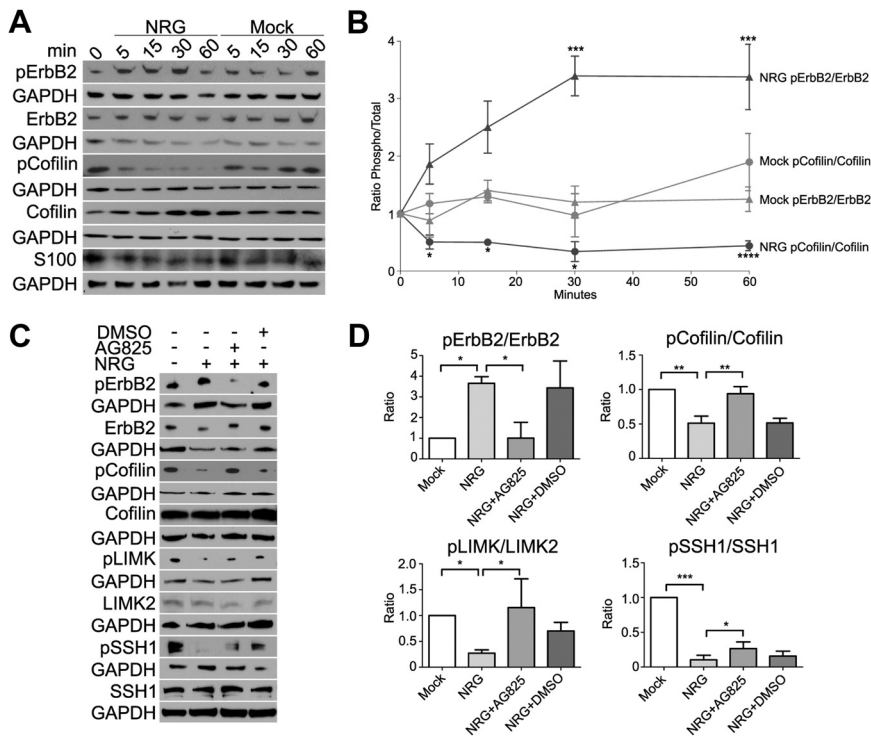 A
NRG Mock
min 0 5 15 30 60 5 15 30 60
pErbB2
GAPDH
ErbB2
GAPDH
pCofilin
GAPDH
Cofilin
GAPDH
S100
GAPDH
B
4
3
2
1
0
Ratio Phospho/Total
0 10 20 30 40 50 60
Minutes
***
***
*
*
*
****
NRG pErbB2/ErbB2
Mock pCofilin/Cofilin
Mock pErbB2/ErbB2
NRG pCofilin/Cofilin
C
DMSO - - - +
AG825 - - + -
NRG - + + +
pErbB2
GAPDH
ErbB2
GAPDH
pCofilin
GAPDH
Cofilin
GAPDH
pLIMK
GAPDH
LIMK2
GAPDH
pSSH1
GAPDH
SSH1
GAPDH
D
pErbB2/ErbB2
Ratio
5
4
3
2
1
0
* *
Mock NRG NRG+AG825 NRG+DMSO
pCofilin/Cofilin
Ratio
1.5
1.0
0.5
0
** **
Mock NRG NRG+AG825 NRG+DMSO
pLIMK/LIMK2
Ratio
2.0
1.5
1.0
0.5
0
* *
Mock NRG NRG+AG825 NRG+DMSO
pSSH1/SSH1
Ratio
1.5
1.0
0.5
0
***
*
Mock NRG NRG+AG825 NRG+DMSO